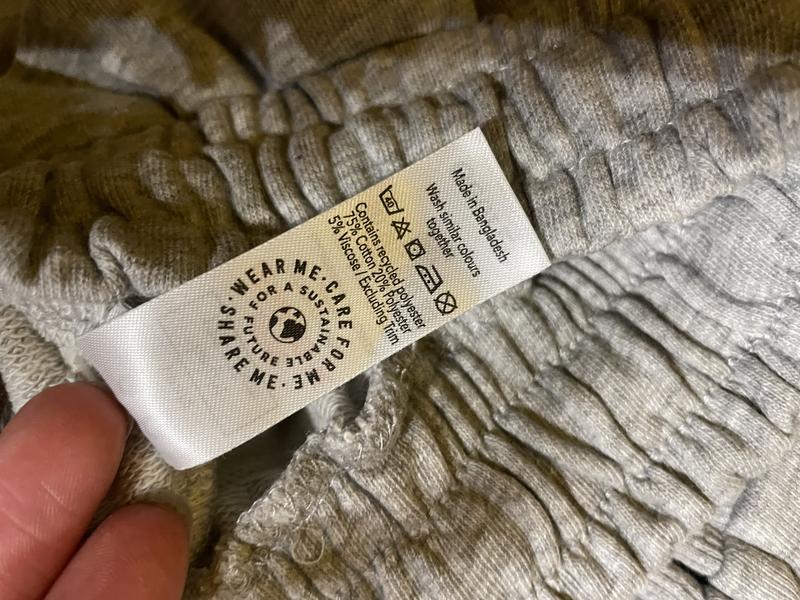 Made in Bangladesh
Wash similar colours
together
40
Contains recycled polyester
75% Cotton 20% Polyester
5% Viscose / Excluding Trim
WEAR ME · CARE FOR ME · SHARE ME ·
FOR A SUSTAINABLE FUTURE